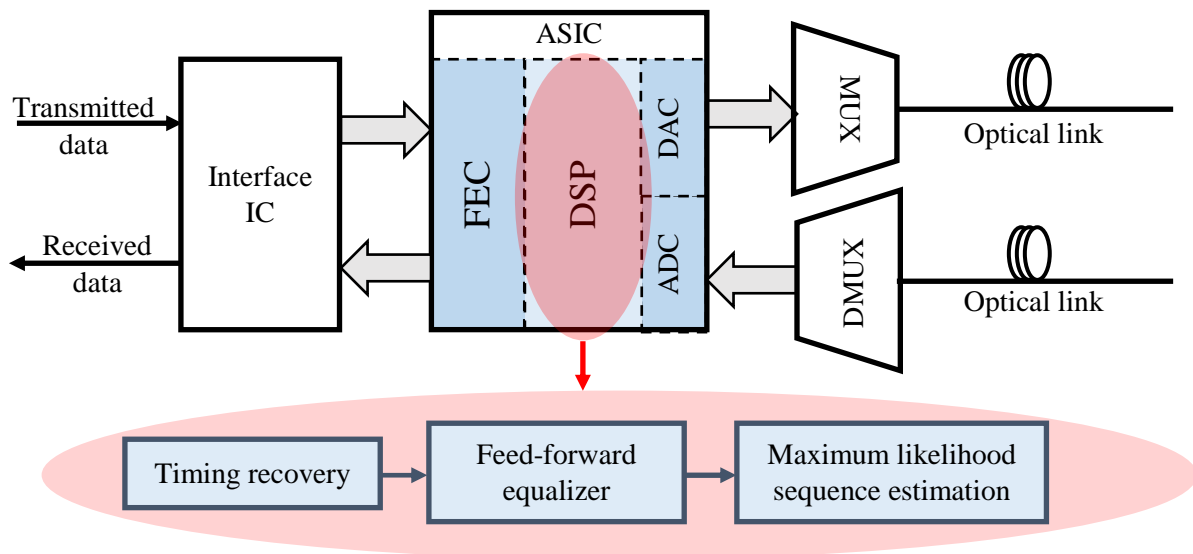 ASIC
Transmitted
data
Interface
IC
Received
data
FEC
DSP
DAC
ADC
MUX
Optical link
DMUX
Optical link
Timing recovery
Feed-forward
equalizer
Maximum likelihood
sequence estimation